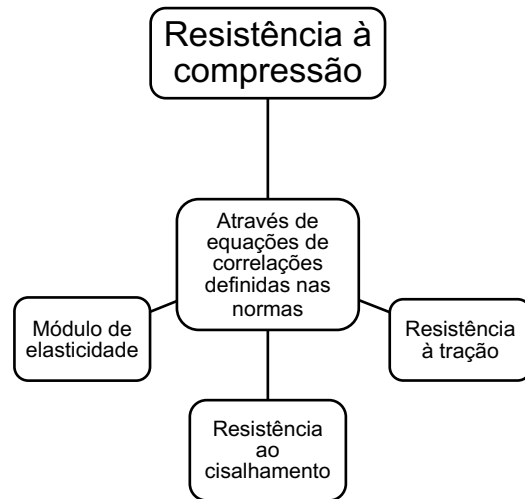 Resistência à
compressão
Através de
equações de
correlações
definidas nas
normas
Módulo de
elasticidade
Resistência
à tração
Resistência
ao
cisalhamento